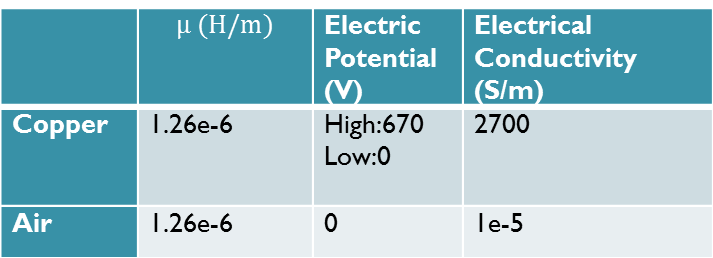 μ (H/m)
Electric
Potential
(V)
Electrical
Conductivity
(S/m)
Copper
1.26e-6
High:670
Low:0
2700
Air
1.26e-6
0
1e-5